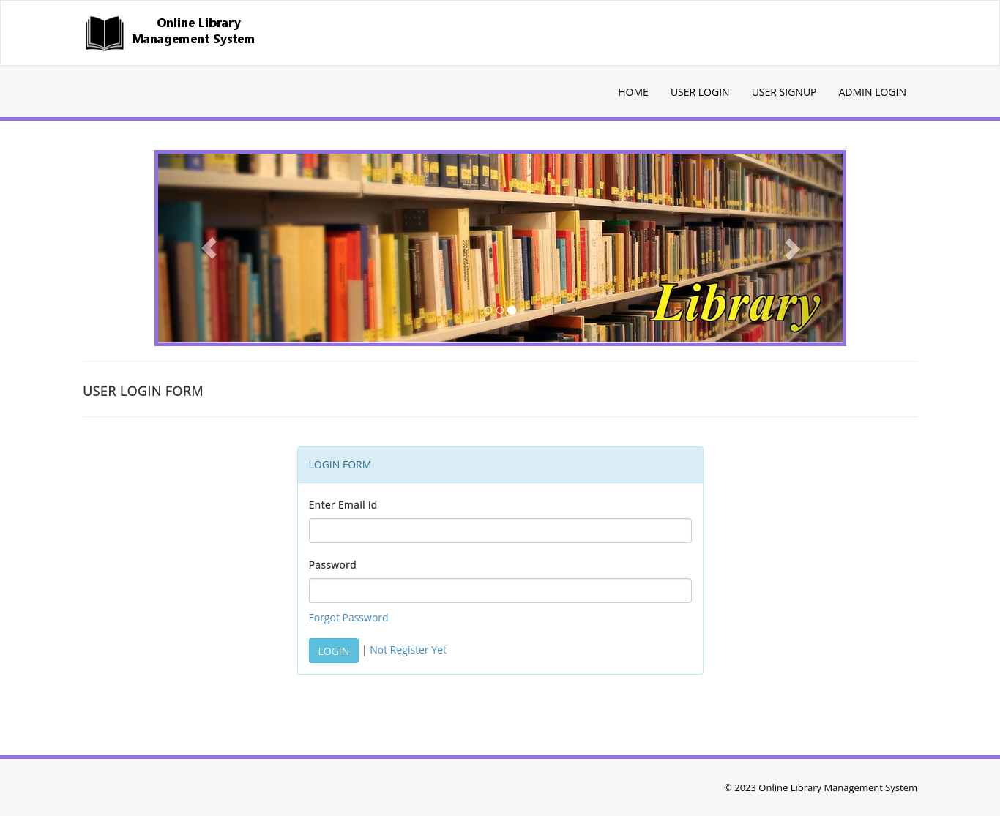 Online Library
Management System
HOME
USER LOGIN
USER SIGNUP
ADMIN LOGIN
Library
USER LOGIN FORM
LOGIN FORM
Enter Email id
Password
Forgot Password
LOGIN | Not Register Yet
© 2023 Online Library Management System